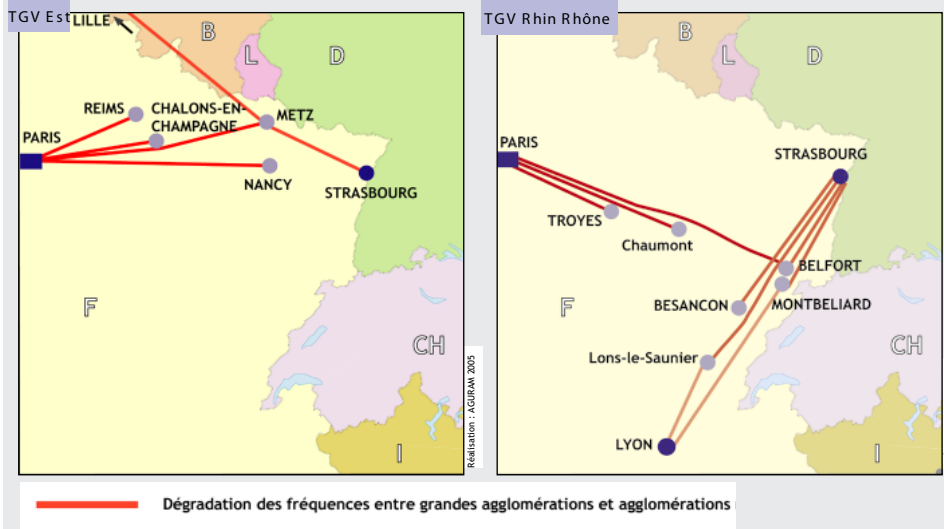 TGV Est
LILLE
B
L
D
REIMS
CHALONS-EN-
CHAMPAGNE
METZ
PARIS
NANCY
STRASBOURG
F
CH
I
Réalisation : AGURAM 2005
TGV Rhin Rhône
B
L
D
PARIS
STRASBOURG
TROYES
Chaumont
BELFORT
BESANCON
MONTBELIARD
F
CH
Lons-le-Saunier
LYON
I
Dégradation des fréquences entre grandes agglomérations et agglomérations